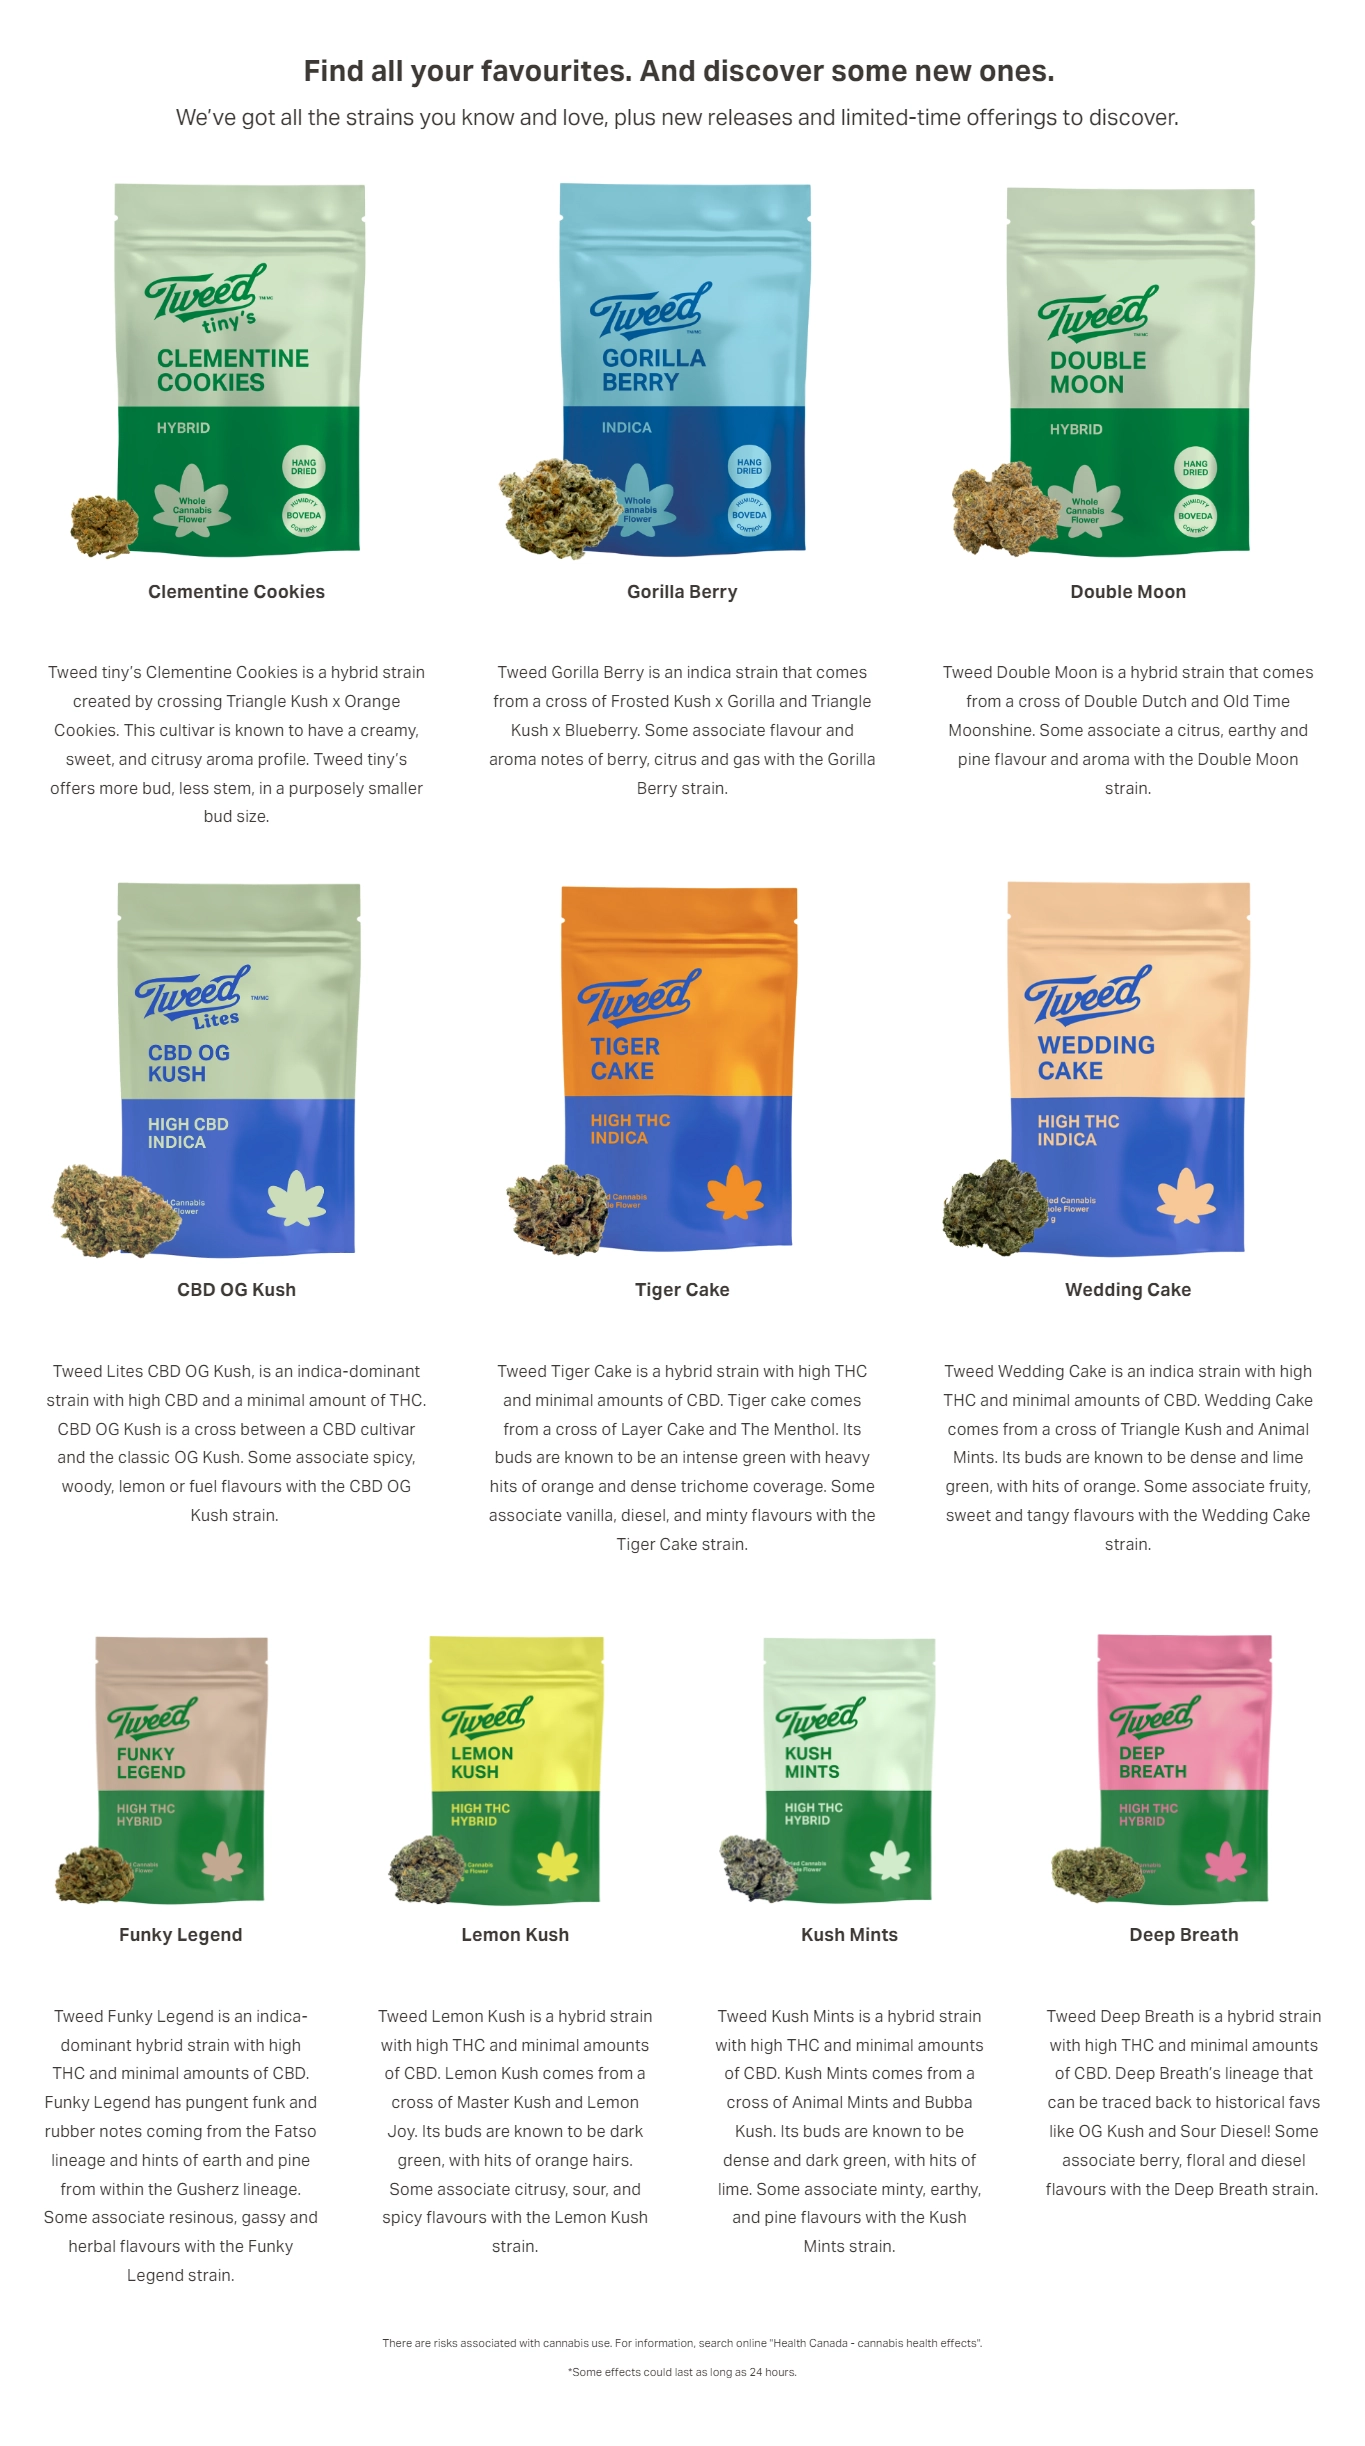 Find all your favourites. And discover some new ones.
We've got all the strains you know and love, plus new releases and limited-time offerings to discover.
Tweed
TM/MC
tiny's
CLEMENTINE
COOKIES
HYBRID
HANG
DRIED
Whole
Cannabis
Flower
HUMIDITY
BOVEDA
CONTROL
Tweed
TM/MC
GORILLA
BERRY
INDICA
HANG
DRIED
Whole
annabis
Flower
HUMIDITY
BOVEDA
CONTROL
Tweed
TM/MC
DOUBLE
MOON
HYBRID
HANG
DRIED
Whole
Cannabis
Flower
HUMIDITY
BOVEDA
CONTROL
Clementine Cookies
Gorilla Berry
Double Moon
Tweed tiny's Clementine Cookies is a hybrid strain
created by crossing Triangle Kush x Orange
Cookies. This cultivar is known to have a creamy,
sweet, and citrusy aroma profile. Tweed tiny's
offers more bud, less stem, in a purposely smaller
bud size.
Tweed Gorilla Berry is an indica strain that comes
from a cross of Frosted Kush x Gorilla and Triangle
Kush x Blueberry. Some associate flavour and
aroma notes of berry, citrus and gas with the Gorilla
Berry strain.
Tweed Double Moon is a hybrid strain that comes
from a cross of Double Dutch and Old Time
Moonshine. Some associate a citrus, earthy and
pine flavour and aroma with the Double Moon
strain.
Tweed
TM/MC
Lites
CBD OG
KUSH
HIGH CBD
INDICA
Cannabis
Flower
Tweed
TIGER
CAKE
HIGH THC
INDICA
Cannabis
Flower
Tweed
WEDDING
CAKE
HIGH THC
INDICA
Cannabis
Flower
g
CBD OG Kush
Tiger Cake
Wedding Cake
Tweed Lites CBD OG Kush, is an indica-dominant
strain with high CBD and a minimal amount of THC.
CBD OG Kush is a cross between a CBD cultivar
and the classic OG Kush. Some associate spicy,
woody, lemon or fuel flavours with the CBD OG
Kush strain.
Tweed Tiger Cake is a hybrid strain with high THC
and minimal amounts of CBD. Tiger cake comes
from a cross of Layer Cake and The Menthol. Its
buds are known to be an intense green with heavy
hits of orange and dense trichome coverage. Some
associate vanilla, diesel, and minty flavours with the
Tiger Cake strain.
Tweed Wedding Cake is an indica strain with high
THC and minimal amounts of CBD. Wedding Cake
comes from a cross of Triangle Kush and Animal
Mints. Its buds are known to be dense and lime
green, with hits of orange. Some associate fruity,
sweet and tangy flavours with the Wedding Cake
strain.
Tweed
FUNKY
LEGEND
HIGH THC
HYBRID
Cannabis
Flower
Tweed
LEMON
KUSH
HIGH THC
HYBRID
Cannabis
Flower
Tweed
KUSH
MINTS
HIGH THC
HYBRID
Cannabis
Flower
Tweed
DEEP
BREATH
HIGH THC
HYBRID
Funky Legend
Lemon Kush
Kush Mints
Deep Breath
Tweed Funky Legend is an indica-
dominant hybrid strain with high
THC and minimal amounts of CBD.
Funky Legend has pungent funk and
rubber notes coming from the Fatso
lineage and hints of earth and pine
from within the Gusherz lineage.
Some associate resinous, gassy and
herbal flavours with the Funky
Legend strain.
Tweed Lemon Kush is a hybrid strain
with high THC and minimal amounts
of CBD. Lemon Kush comes from a
cross of Master Kush and Lemon
Joy. Its buds are known to be dark
green, with hits of orange hairs.
Some associate citrusy, sour, and
spicy flavours with the Lemon Kush
strain.
Tweed Kush Mints is a hybrid strain
with high THC and minimal amounts
of CBD. Kush Mints comes from a
cross of Animal Mints and Bubba
Kush. Its buds are known to be
dense and dark green, with hits of
lime. Some associate minty, earthy,
and pine flavours with the Kush
Mints strain.
Tweed Deep Breath is a hybrid strain
with high THC and minimal amounts
of CBD. Deep Breath's lineage that
can be traced back to historical favs
like OG Kush and Sour Diesel! Some
associate berry, floral and diesel
flavours with the Deep Breath strain.
There are risks associated with cannabis use. For information, search online "Health Canada - cannabis health effects".
*Some effects could last as long as 24 hours.